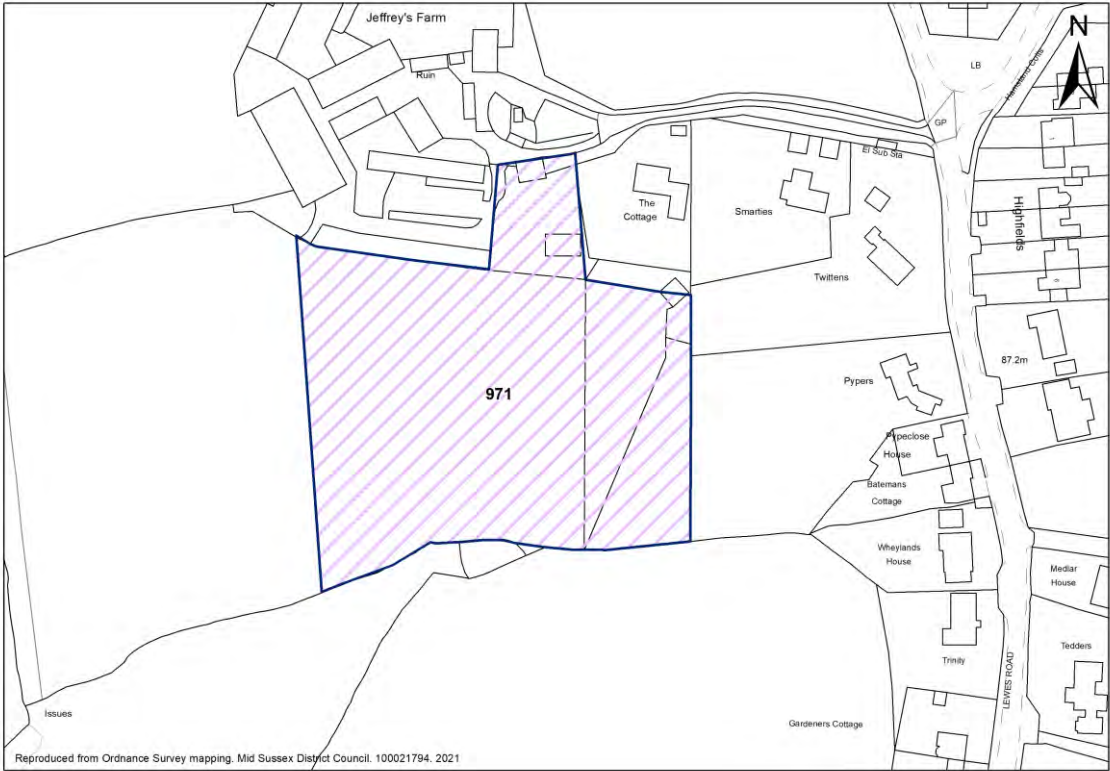 Jeffrey's Farm
N
Ruin
LB
Hamsland Cotts
GP
El Sub Sta
The
Cottage
Smarties
Highfields
Twittens
87.2m
971
Pypers
Pypeclose
House
Batemans
Cottage
Wheylands
House
Medlar
House
Trinity
Tedders
LEWES ROAD
Issues
Gardeners Cottage
Reproduced from Ordnance Survey mapping. Mid Sussex District Council. 100021794. 2021